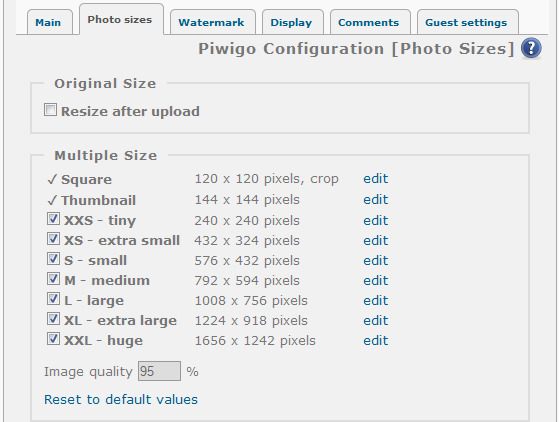 Main Photo sizes Watermark Display Comments Guest settings
Piwigo Configuration [Photo Sizes] ?
Original Size
Resize after upload
Multiple Size
✓ Square 120 x 120 pixels, crop edit
✓ Thumbnail 144 x 144 pixels edit
XXS - tiny 240 x 240 pixels edit
XS - extra small 432 x 324 pixels edit
S - small 576 x 432 pixels edit
M - medium 792 x 594 pixels edit
L - large 1008 x 756 pixels edit
XL - extra large 1224 x 918 pixels edit
XXL - huge 1656 x 1242 pixels edit
Image quality 95 %
Reset to default values